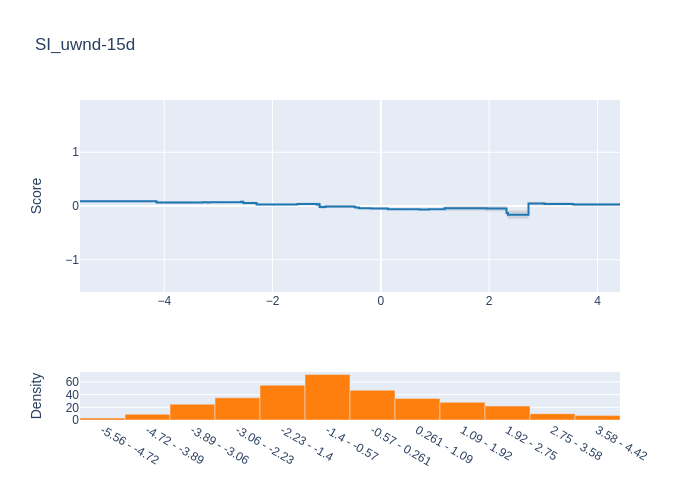 SI_uwnd-15d
Score
1
0
−1
−4
−2
0
2
4
Density
60
40
20
0
-5.56 - -4.72
-4.72 - -3.89
-3.89 - -3.06
-3.06 - -2.23
-2.23 - -1.4
-1.4 - -0.57
-0.57 - 0.261
0.261 - 1.09
1.09 - 1.92
1.92 - 2.75
2.75 - 3.58
3.58 - 4.42